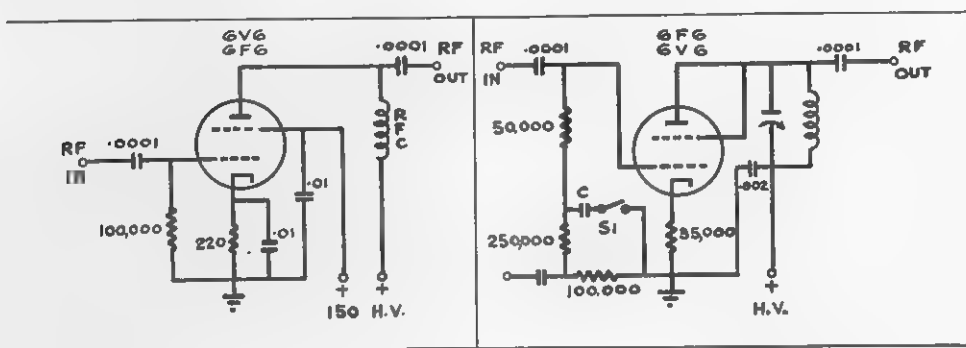 6V6
6F6
.0001
RF
OUT
RFC
RF
IN
.0001
.01
100,000
220
.01
+
150
+
H.V.
RF
IN
.0001
6F6
6V6
.0001
RF
OUT
50,000
.002
C
S1
250,000
35,000
100,000
+
H.V.